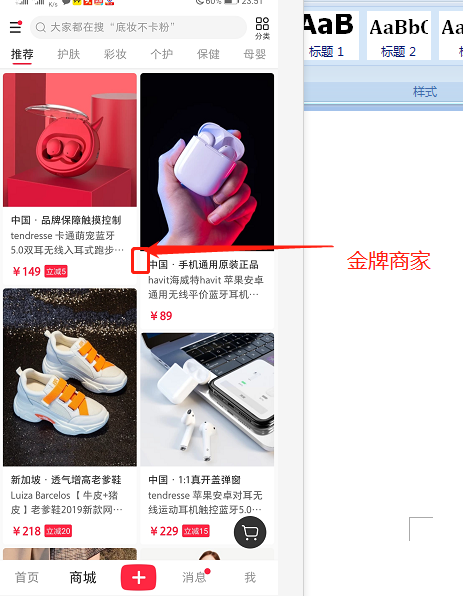 K/s
60%
23:51
大家都在搜“底妆不卡粉”
分类
推荐 护肤 彩妆 个护 保健 母婴
中国 · 品牌保障触摸控制
tendresse 卡通萌宠蓝牙
5.0双耳无线入耳式跑步…
¥149 立减5
中国 · 手机通用原装正品
havit海威特havit 苹果安卓
通用无线平价蓝牙耳机…
¥89
新加坡 · 透气增高老爹鞋
Luiza Barcelos【 牛皮+猪
皮 】老爹鞋2019新款网…
¥218 立减20
中国 · 1:1真开盖弹窗
tendresse 苹果安卓对耳无
线运动耳机触控蓝牙5.0…
¥229 立减15
首页 商城 消息 我
AaB AaBbC
标题 1 标题 2 标
样式
金牌商家